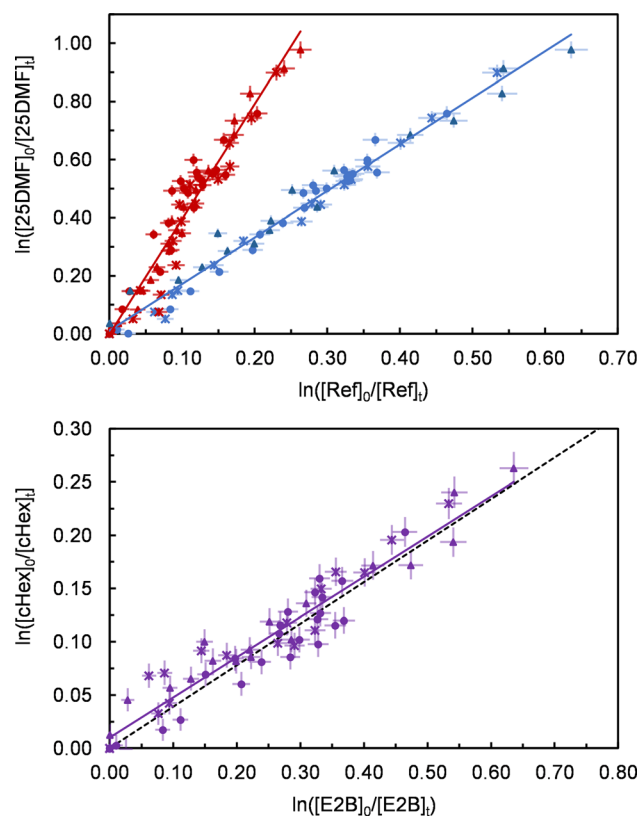 1.00
0.80
0.60
0.40
0.20
0.00
ln([25DMF]₀/[25DMF]ₜ]
0.00 0.10 0.20 0.30 0.40 0.50 0.60 0.70
ln([Ref]₀/[Ref]ₜ)
0.30
0.25
0.20
0.15
0.10
0.05
0.00
ln([cHex]₀/[cHex]ₜ]
0.00 0.10 0.20 0.30 0.40 0.50 0.60 0.70 0.80
ln([E2B]₀/[E2B]ₜ)